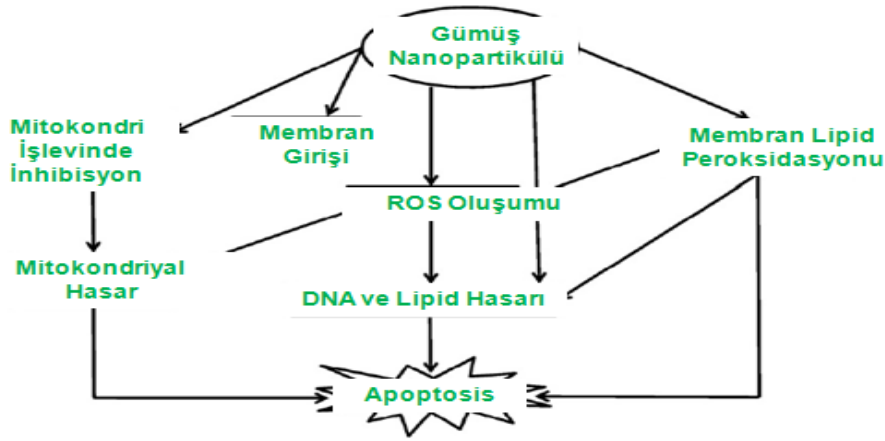 Gümüş
Nanopartikülü
Mitokondri
İşlevinde
İnhibisyon
Membran
Girişi
Membran Lipid
Peroksidasyonu
ROS Oluşumu
Mitokondriyal
Hasar
DNA ve Lipid Hasarı
Apoptosis